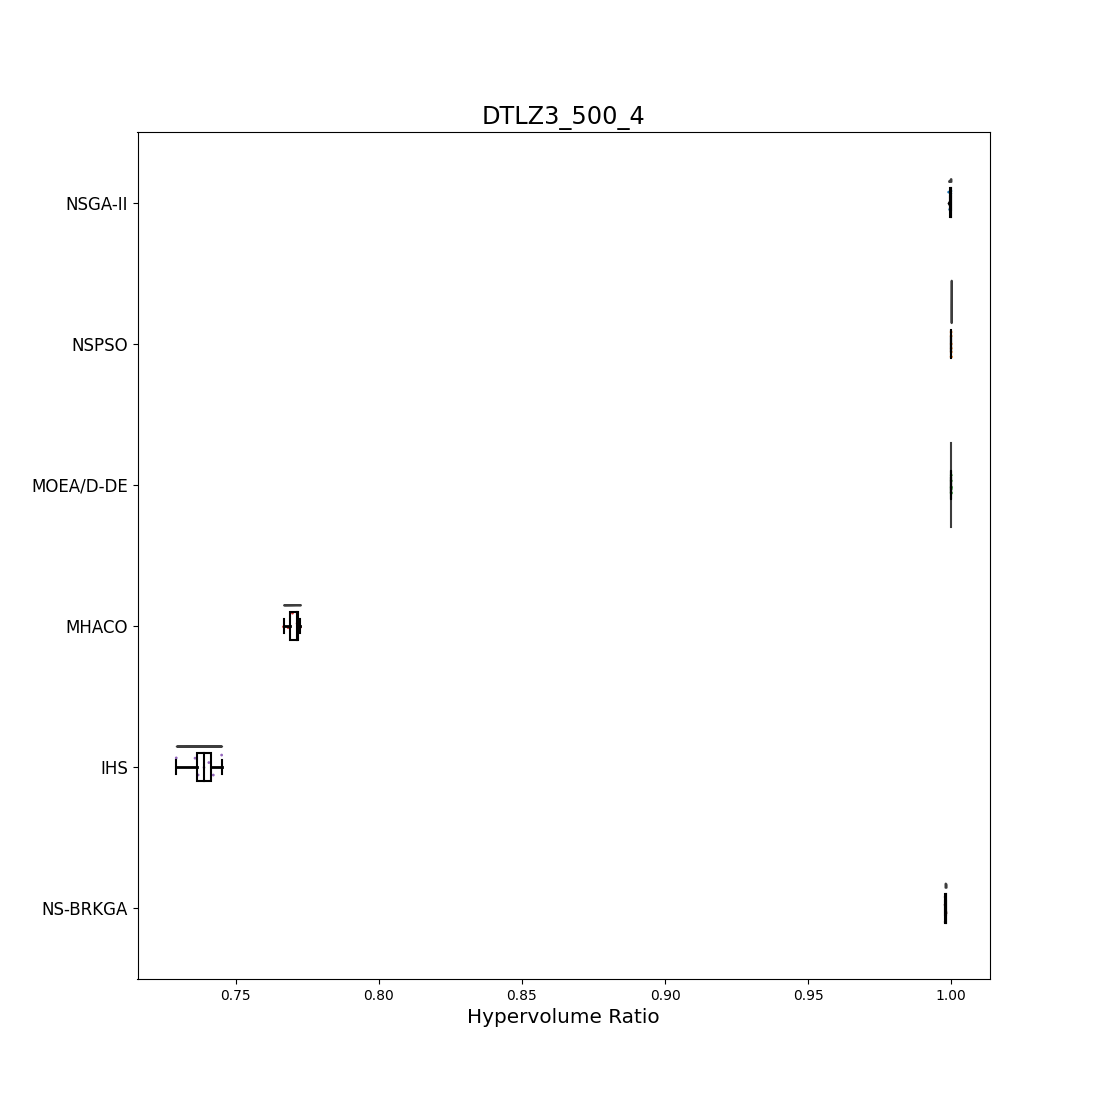 DTLZ3_500_4
NSGA-II
NSPSO
MOEA/D-DE
MHACO
IHS
NS-BRKGA
0.75 0.80 0.85 0.90 0.95 1.00
Hypervolume Ratio